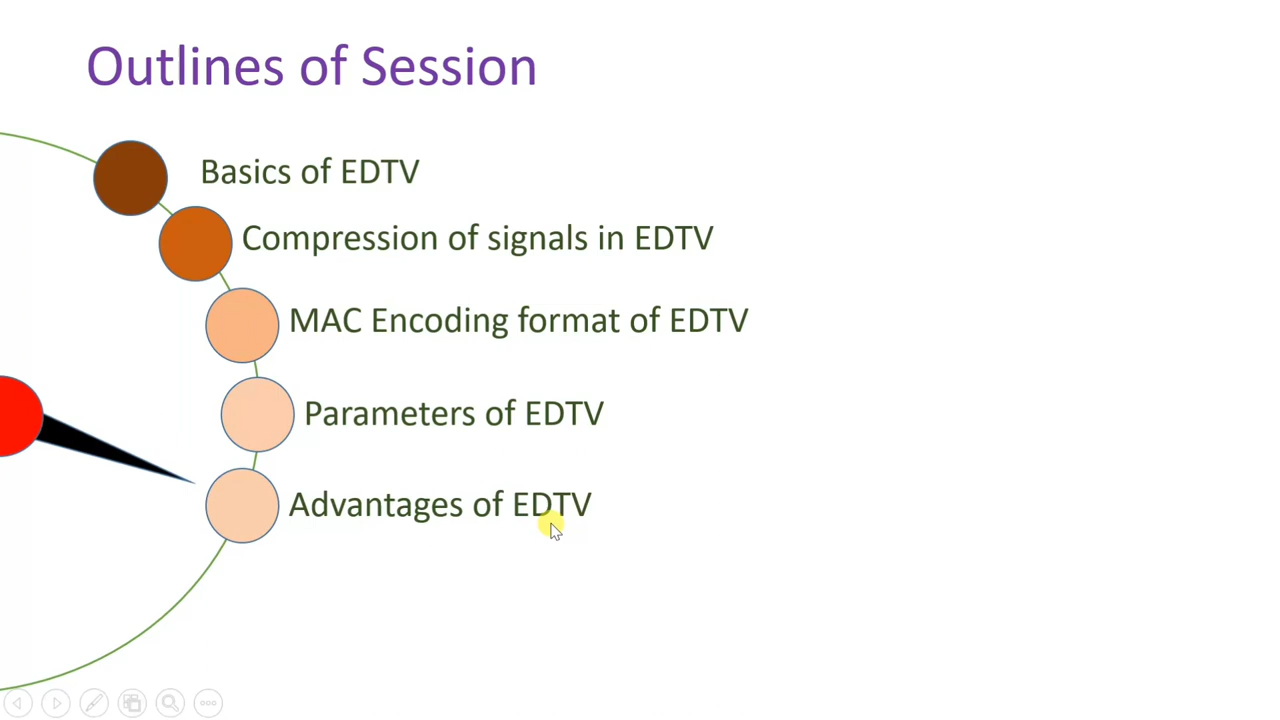 Outlines of Session
Basics of EDTV
Compression of signals in EDTV
MAC Encoding format of EDTV
Parameters of EDTV
Advantages of EDTV